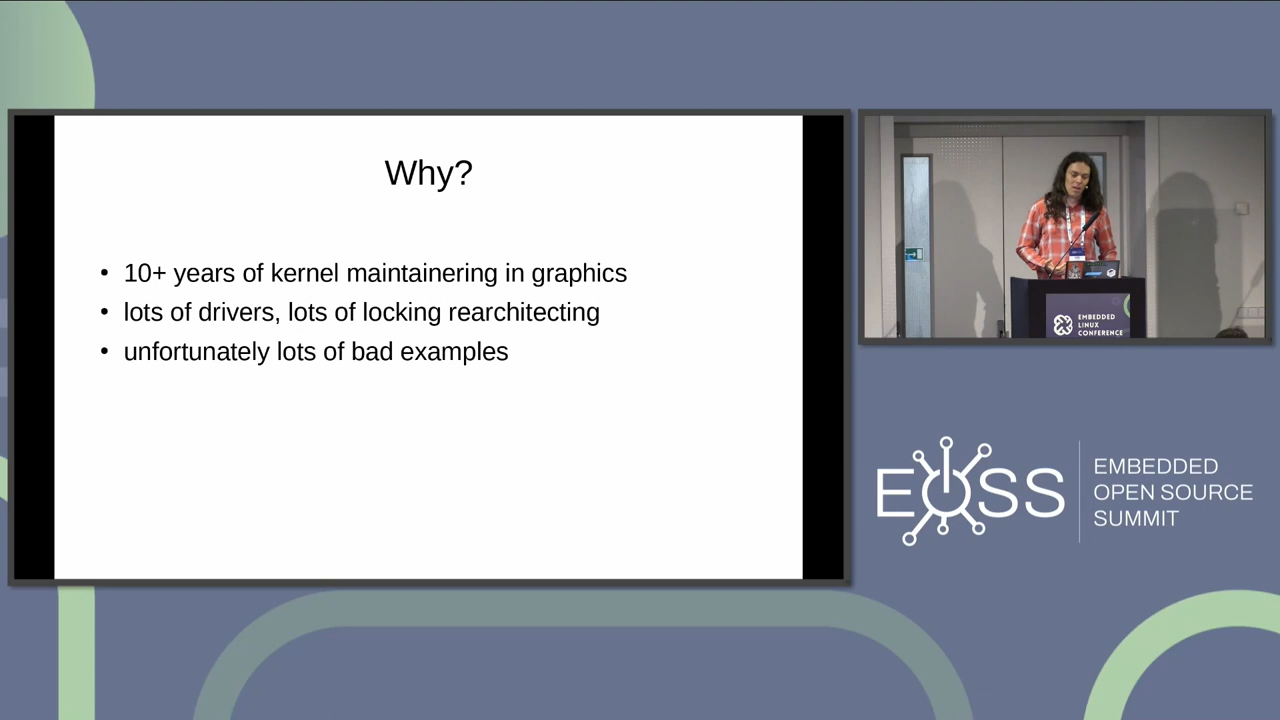 Why?
10+ years of kernel maintainering in graphics
lots of drivers, lots of locking rearchitecting
unfortunately lots of bad examples
EMBEDDED
LINUX
CONFERENCE
EOSS
EMBEDDED
OPEN SOURCE
SUMMIT